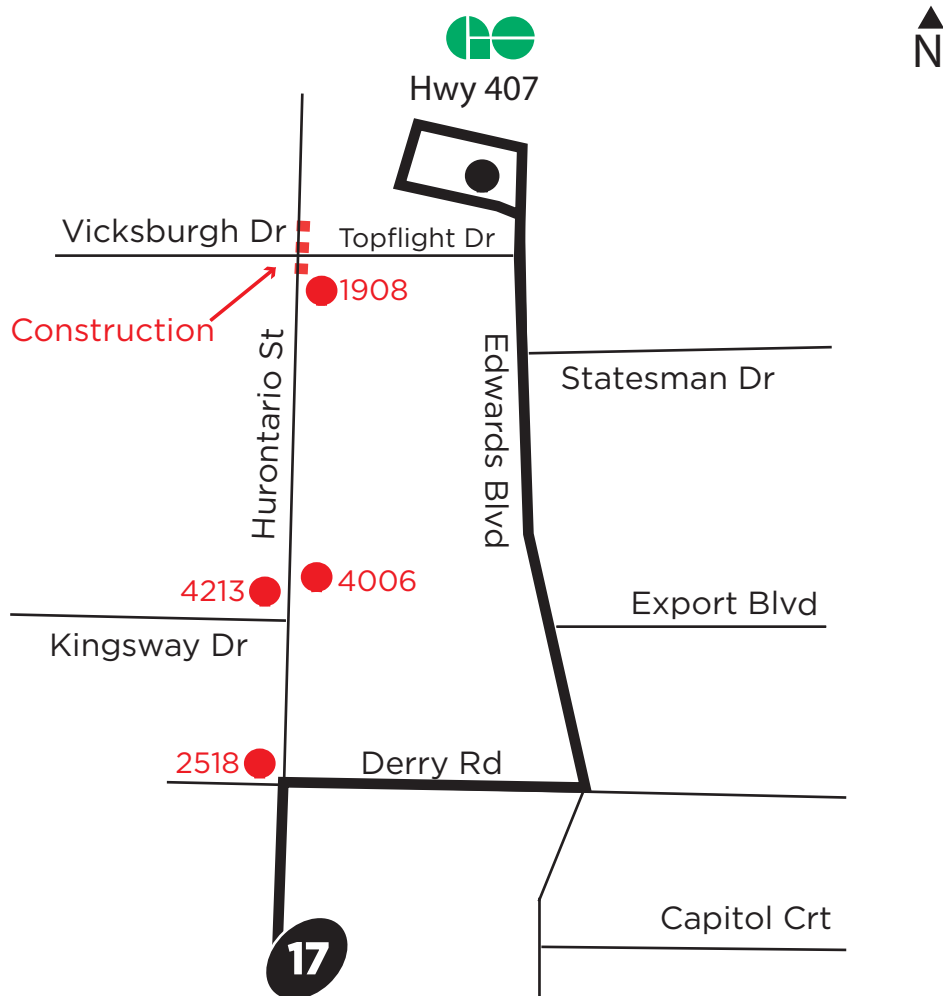 GO
Hwy 407
N
Vicksburgh Dr
Topflight Dr
1908
Construction
Hurontario St
Edwards Blvd
Statesman Dr
4213
4006
Export Blvd
Kingsway Dr
2518
Derry Rd
Capitol Crt
17